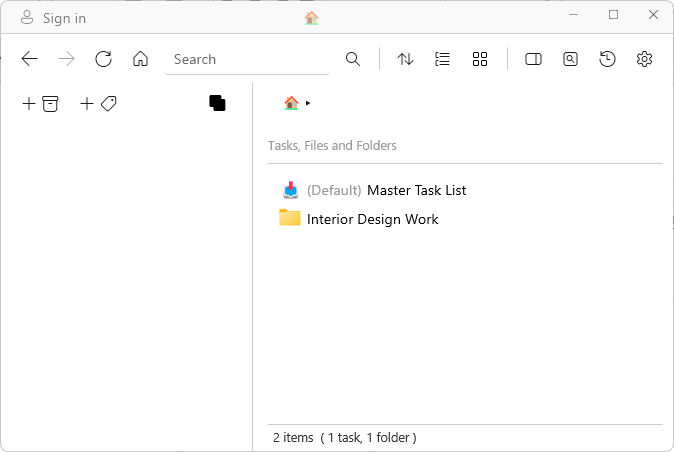 Sign in
Search
Tasks, Files and Folders
(Default) Master Task List
Interior Design Work
2 items ( 1 task, 1 folder )